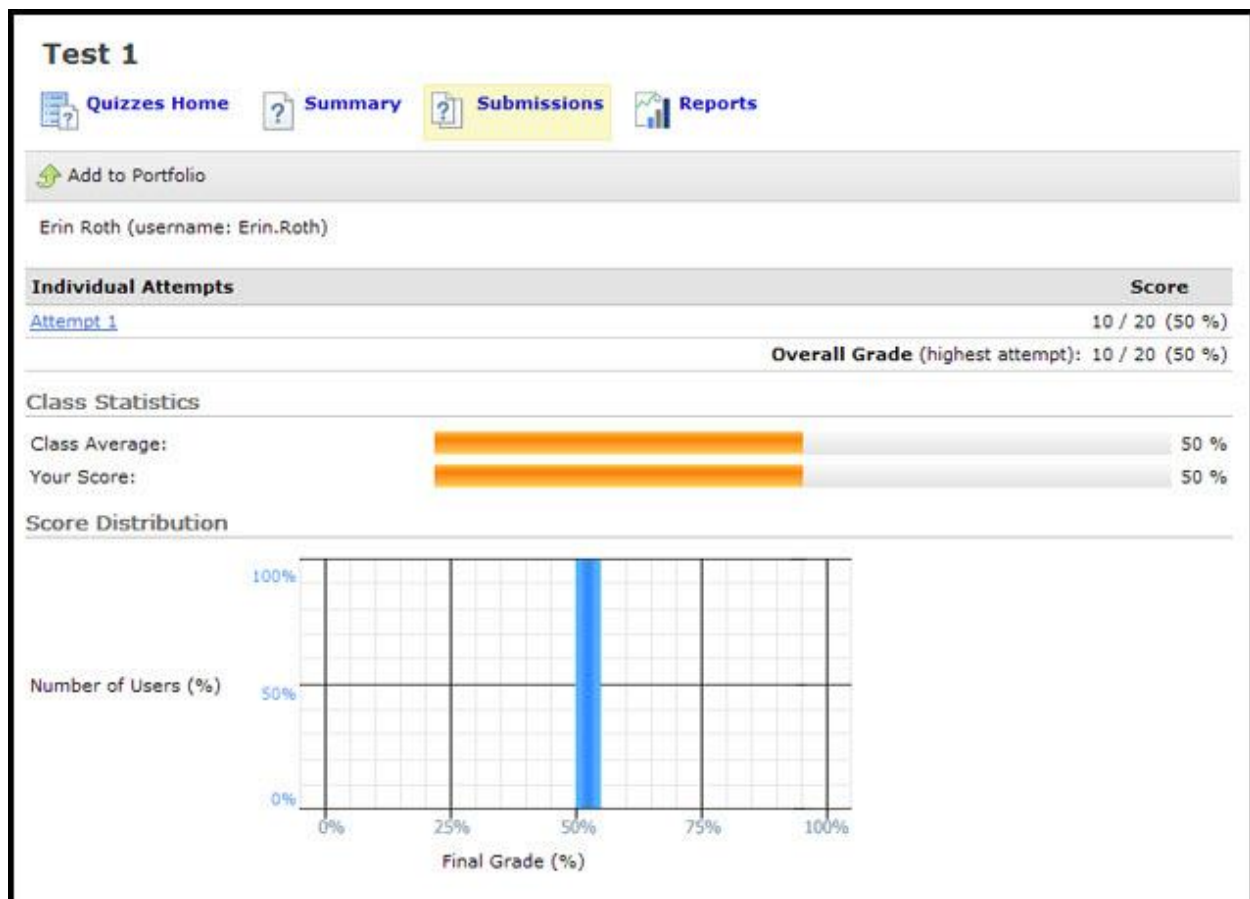 Test 1
Quizzes Home Summary Submissions Reports
Add to Portfolio
Erin Roth (username: Erin.Roth)
Individual Attempts Score
Attempt 1 10 / 20 (50 %)
Overall Grade (highest attempt): 10 / 20 (50 %)
Class Statistics
Class Average: 50 %
Your Score: 50 %
Score Distribution
100%
Number of Users (%) 50%
0%
0% 25% 50% 75% 100%
Final Grade (%)